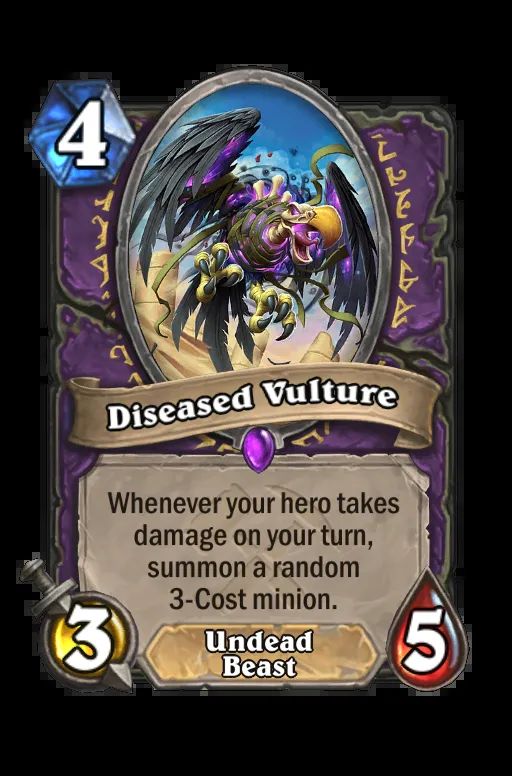 4
Diseased Vulture
Whenever your hero takes
damage on your turn,
summon a random
3-Cost minion.
3
Undead
Beast
5